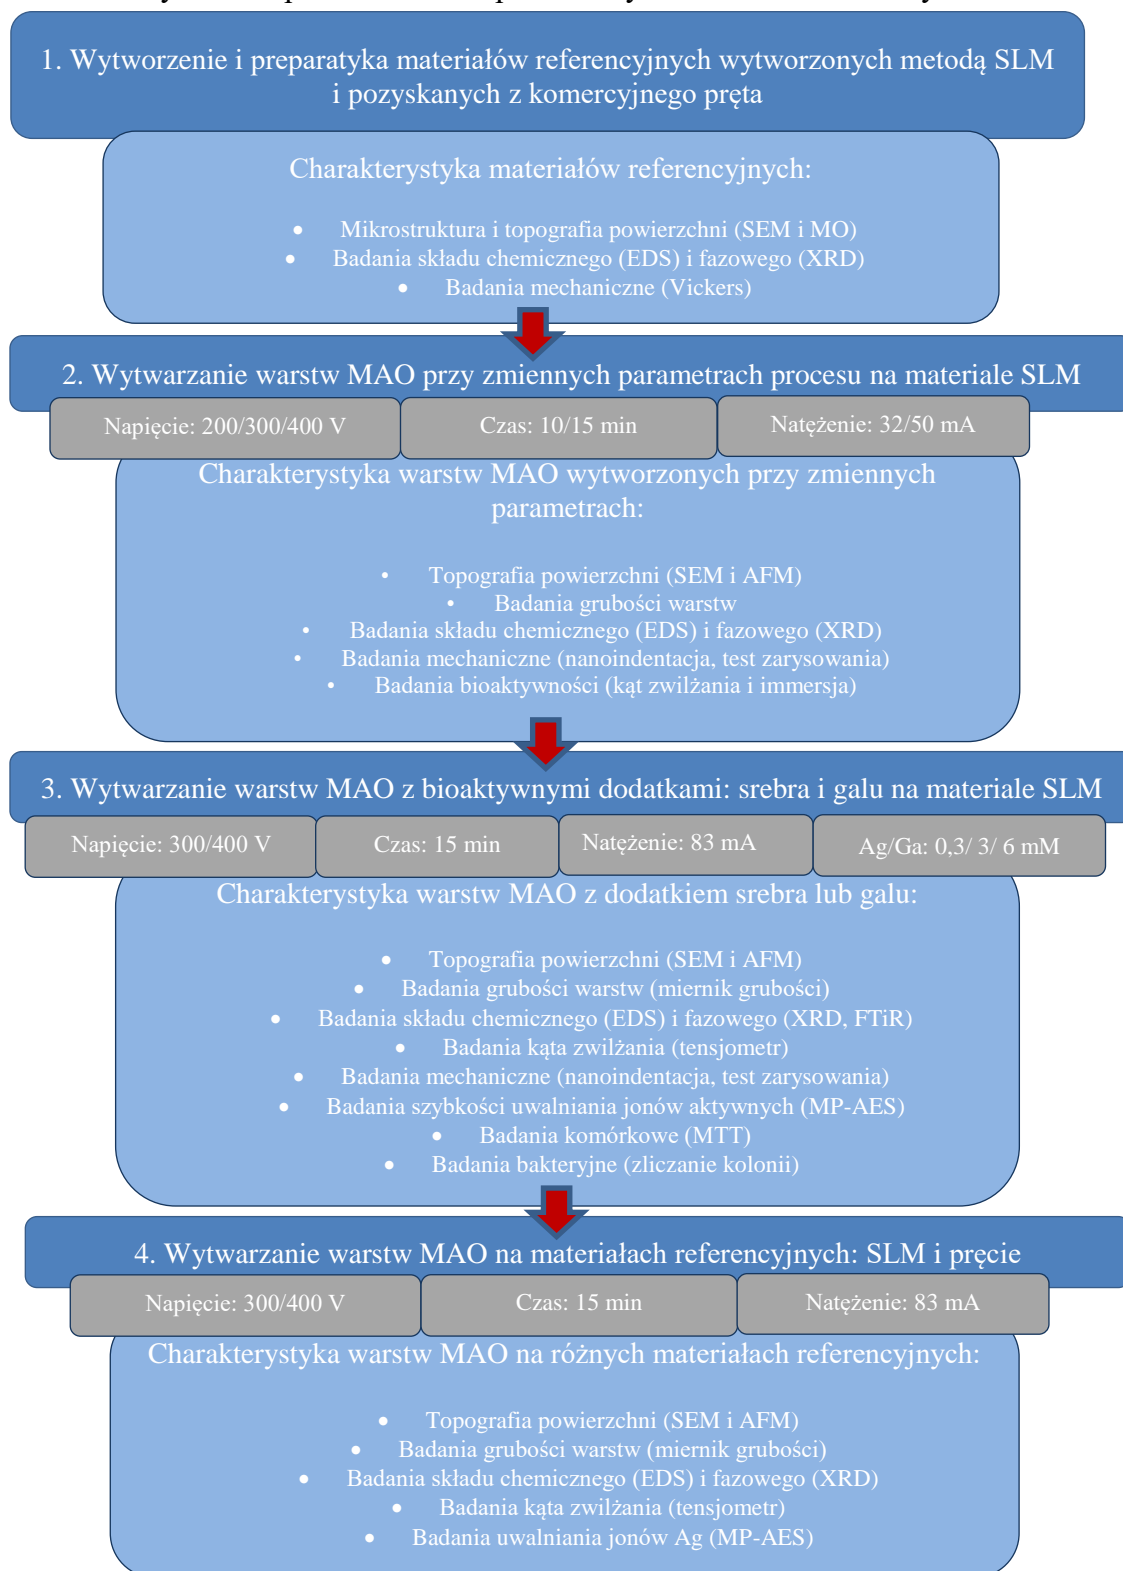 1. Wytworzenie i preparatyka materiałów referencyjnych wytworzonych metodą SLM
i pozyskanych z komercyjnego pręta
Charakterystyka materiałów referencyjnych:
• Mikrostruktura i topografia powierzchni (SEM i MO)
• Badania składu chemicznego (EDS) i fazowego (XRD)
• Badania mechaniczne (Vickers)
2. Wytwarzanie warstw MAO przy zmiennych parametrach procesu na materiale SLM
Napięcie: 200/300/400 V
Czas: 10/15 min
Natężenie: 32/50 mA
Charakterystyka warstw MAO wytworzonych przy zmiennych
parametrach:
• Topografia powierzchni (SEM i AFM)
• Badania grubości warstw
• Badania składu chemicznego (EDS) i fazowego (XRD)
• Badania mechaniczne (nanoindentacja, test zarysowania)
• Badania bioaktywności (kąt zwilżania i immersja)
3. Wytwarzanie warstw MAO z bioaktywnymi dodatkami: srebra i galu na materiale SLM
Napięcie: 300/400 V
Czas: 15 min
Natężenie: 83 mA
Ag/Ga: 0,3/ 3/ 6 mM
Charakterystyka warstw MAO z dodatkiem srebra lub galu:
• Topografia powierzchni (SEM i AFM)
• Badania grubości warstw (miernik grubości)
• Badania składu chemicznego (EDS) i fazowego (XRD, FTiR)
• Badania kąta zwilżania (tensjometr)
• Badania mechaniczne (nanoindentacja, test zarysowania)
• Badania szybkości uwalniania jonów aktywnych (MP-AES)
• Badania komórkowe (MTT)
• Badania bakteryjne (zliczanie kolonii)
4. Wytwarzanie warstw MAO na materiałach referencyjnych: SLM i pręcie
Napięcie: 300/400 V
Czas: 15 min
Natężenie: 83 mA
Charakterystyka warstw MAO na różnych materiałach referencyjnych:
• Topografia powierzchni (SEM i AFM)
• Badania grubości warstw (miernik grubości)
• Badania składu chemicznego (EDS) i fazowego (XRD)
• Badania kąta zwilżania (tensjometr)
• Badania uwalniania jonów Ag (MP-AES)